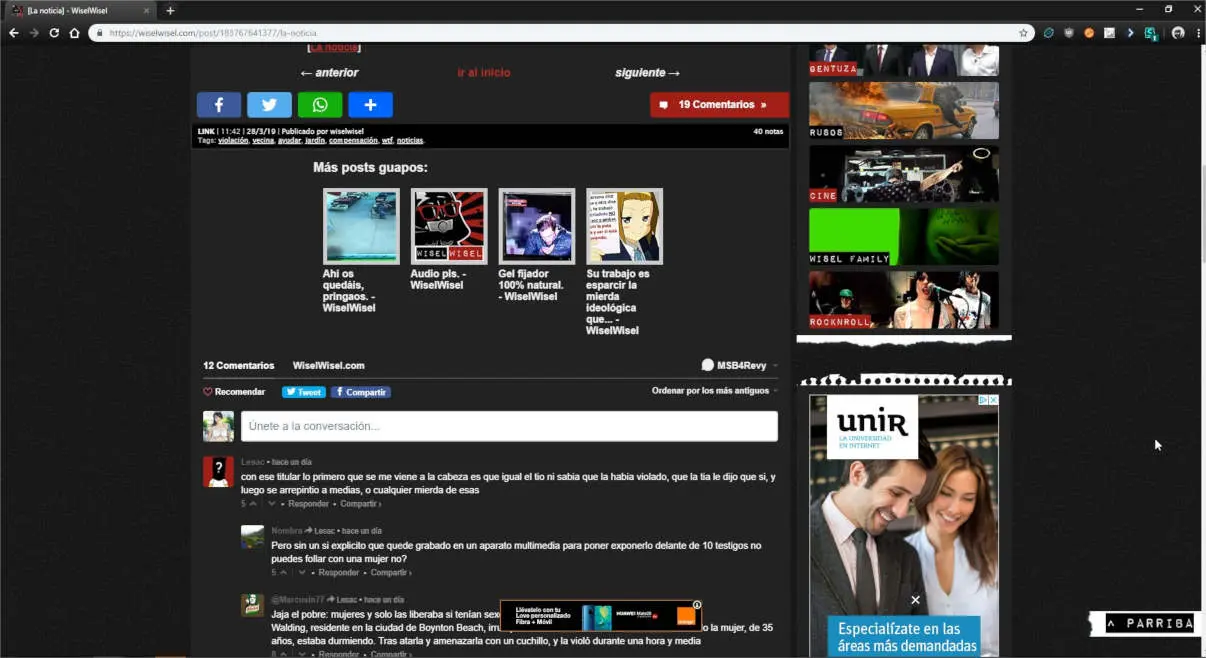 [La noticia] - WiselWisel
https://wiselwisel.com/post/183767641377/la-noticia
[La noticia]
← anterior
ir al inicio
siguiente →
19 Comentarios »
LINK | 11:42 | 28/3/19 | Publicado por wiselwisel
40 notas
Tags: violación, vecina, ayudar, jardín, compensación, wtf, noticias.
Más posts guapos:
WISEL WISEL
Ahi os quedáis, pringaos. - WiselWisel
Audio pls. - WiselWisel
Gel fijador 100% natural. - WiselWisel
Su trabajo es esparcir la mierda ideológica que... - WiselWisel
12 Comentarios
WiselWisel.com
MSB4Revy
Recomendar
Tweet
Compartir
Ordenar por los más antiguos
Únete a la conversación...
Lesac • hace un día
con ese titular lo primero que se me viene a la cabeza es que igual el tio ni sabia que la había violado, que la tía le dijo que si, y
luego se arrepintio a medias, o cualquier mierda de esas
5 • Responder • Compartir ›
Nombre Lesac • hace un día
Pero sin un si explicito que quede grabado en un aparato multimedia para poner exponerlo delante de 10 testigos no
puedes follar con una mujer no?
5 • Responder • Compartir ›
@Marcusin77 Lesac • hace un día
Jaja el pobre: mujeres y solo las liberaba si tenían
Walding, residente en la ciudad de Boynton Beach,
la mujer, de 35
años, estaba durmiendo. Tras atarla y amenazarla con un cuchillo, y la violó durante una hora y media
8 • Responder • Compartir ›
Llévatelo con tu
Love personalizado
Fibra + Móvil
GENTUZA
RUSOS
CINE
WISEL FAMILY
ROCKNROLL
unir
LA UNIVERSIDAD
EN INTERNET
Especialízate en las
áreas más demandadas
^ PARRIBA